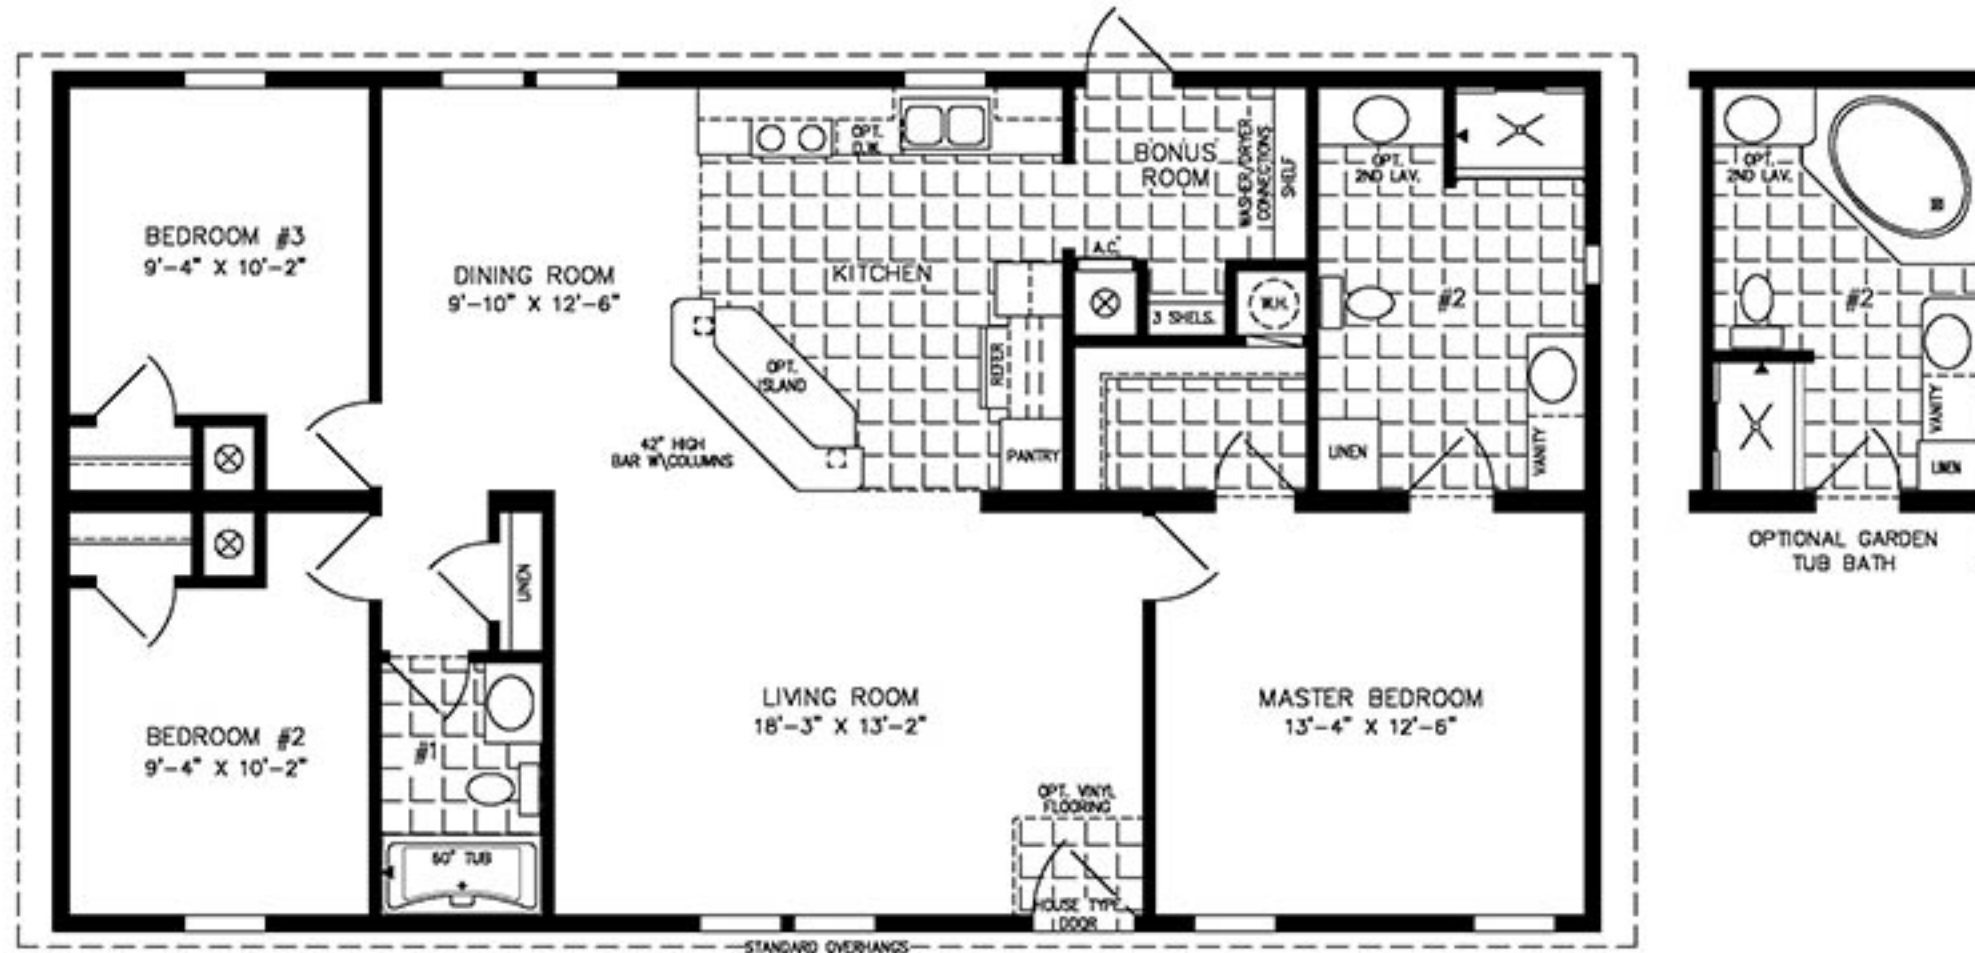 BEDROOM #3
9'-4" X 10'-2"
DINING ROOM
9'-10" X 12'-6"
OPT.
D.W.
KITCHEN
BONUS
ROOM
WASHER/DRYER
CONNECTIONS
SHELF
A.C.
3 SHELS.
W.H.
OPT.
2ND LAV.
#2
OPT.
ISLAND
REFER
PANTRY
42" HIGH
BAR W\COLUMNS
LINEN
VANITY
LINEN
BEDROOM #2
9'-4" X 10'-2"
#1
60" TUB
LIVING ROOM
18'-3" X 13'-2"
OPT. VINYL
FLOORING
HOUSE TYPE
DOOR
MASTER BEDROOM
13'-4" X 12'-6"
STANDARD OVERHANGS
OPT.
2ND LAV.
#2
VANITY
LINEN
OPTIONAL GARDEN
TUB BATH